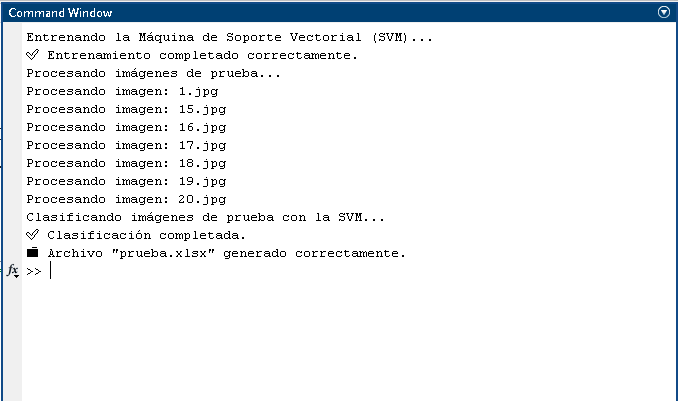 Command Window
Entrenando la Máquina de Soporte Vectorial (SVM)...
✓ Entrenamiento completado correctamente.
Procesando imágenes de prueba...
Procesando imagen: 1.jpg
Procesando imagen: 15.jpg
Procesando imagen: 16.jpg
Procesando imagen: 17.jpg
Procesando imagen: 18.jpg
Procesando imagen: 19.jpg
Procesando imagen: 20.jpg
Clasificando imágenes de prueba con la SVM...
✓ Clasificación completada.
Archivo "prueba.xlsx" generado correctamente.
fx >>